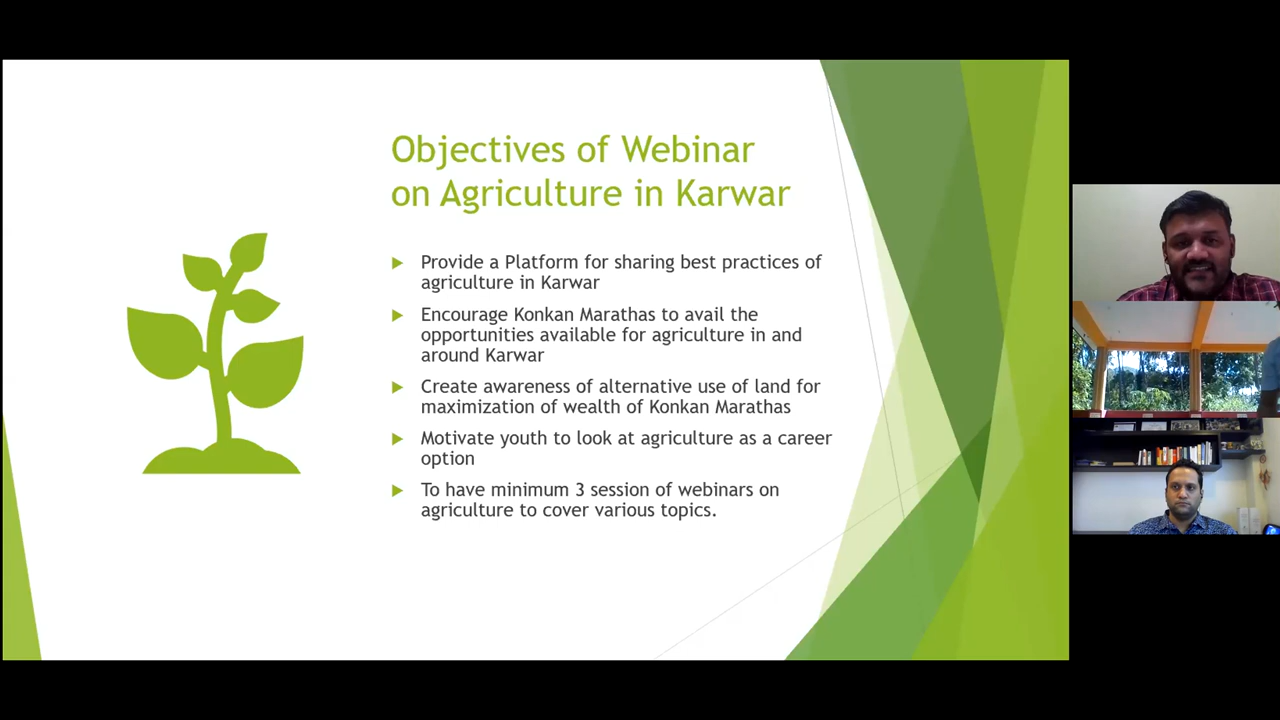 Objectives of Webinar
on Agriculture in Karwar
Provide a Platform for sharing best practices of
agriculture in Karwar
Encourage Konkan Marathas to avail the
opportunities available for agriculture in and
around Karwar
Create awareness of alternative use of land for
maximization of wealth of Konkan Marathas
Motivate youth to look at agriculture as a career
option
To have minimum 3 session of webinars on
agriculture to cover various topics.